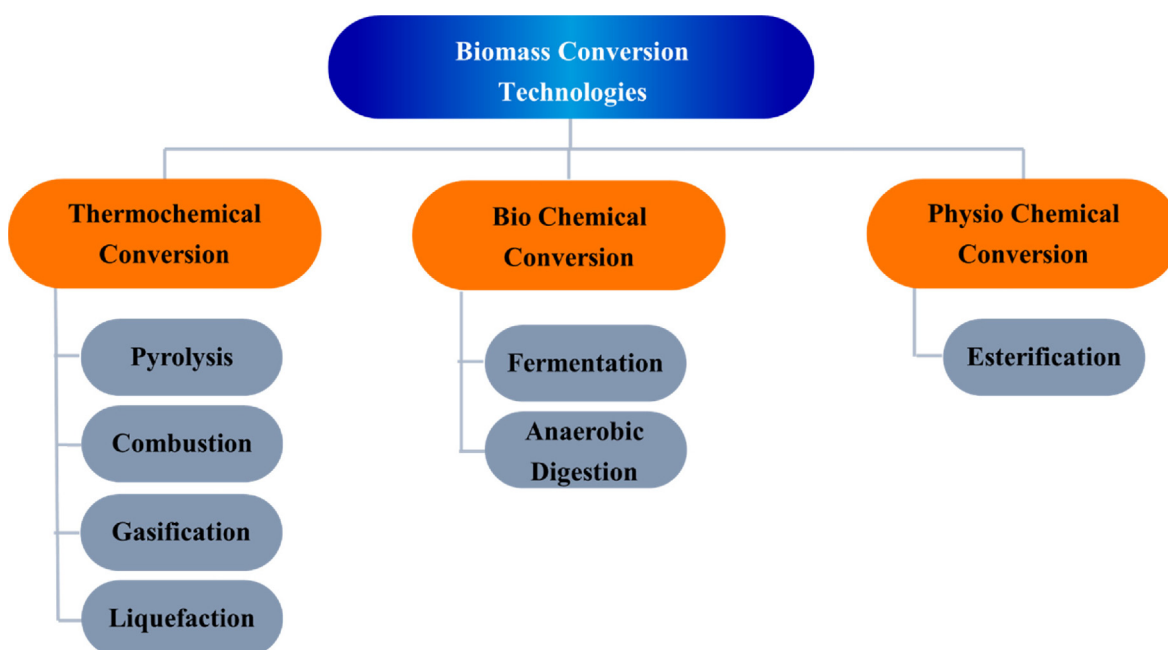 Biomass Conversion
Technologies
Thermochemical
Conversion
Pyrolysis
Combustion
Gasification
Liquefaction
Bio Chemical
Conversion
Fermentation
Anaerobic
Digestion
Physio Chemical
Conversion
Esterification